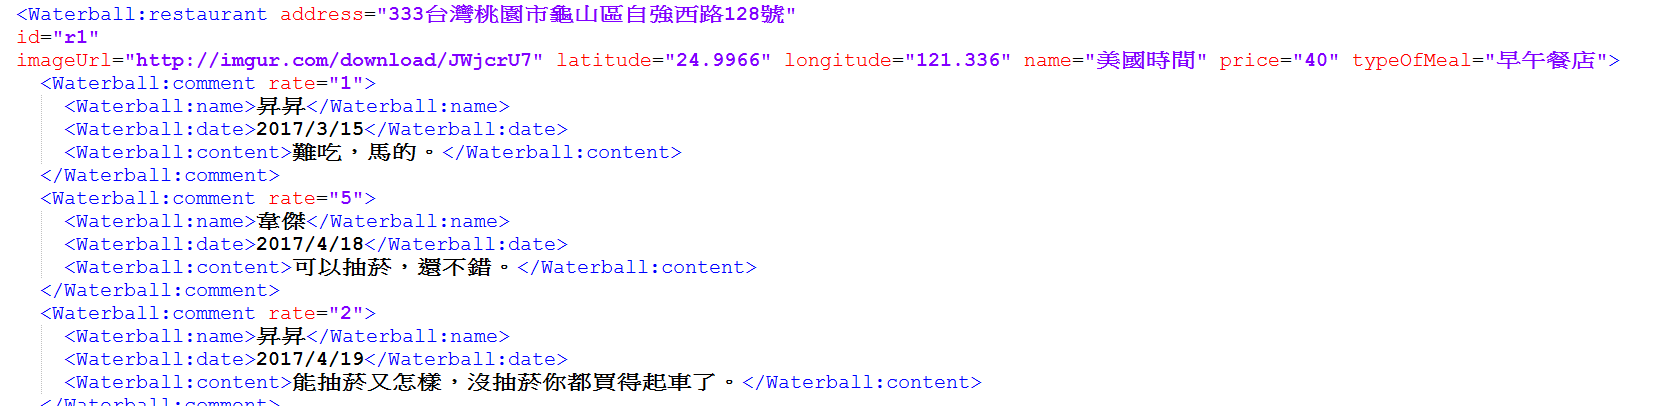 <Waterball:restaurant address="333台灣桃園市龜山區自強西路128號"
id="r1"
imageUrl="http://imgur.com/download/JWjcrU7" latitude="24.9966" longitude="121.336" name="美國時間" price="40" typeOfMeal="早午餐店">
<Waterball:comment rate="1">
<Waterball:name>昇昇</Waterball:name>
<Waterball:date>2017/3/15</Waterball:date>
<Waterball:content>難吃，馬的。</Waterball:content>
</Waterball:comment>
<Waterball:comment rate="5">
<Waterball:name>韋傑</Waterball:name>
<Waterball:date>2017/4/18</Waterball:date>
<Waterball:content>可以抽菸，還不錯。</Waterball:content>
</Waterball:comment>
<Waterball:comment rate="2">
<Waterball:name>昇昇</Waterball:name>
<Waterball:date>2017/4/19</Waterball:date>
<Waterball:content>能抽菸又怎樣，沒抽菸你都買得起車了。</Waterball:content>
</Waterball:comment>